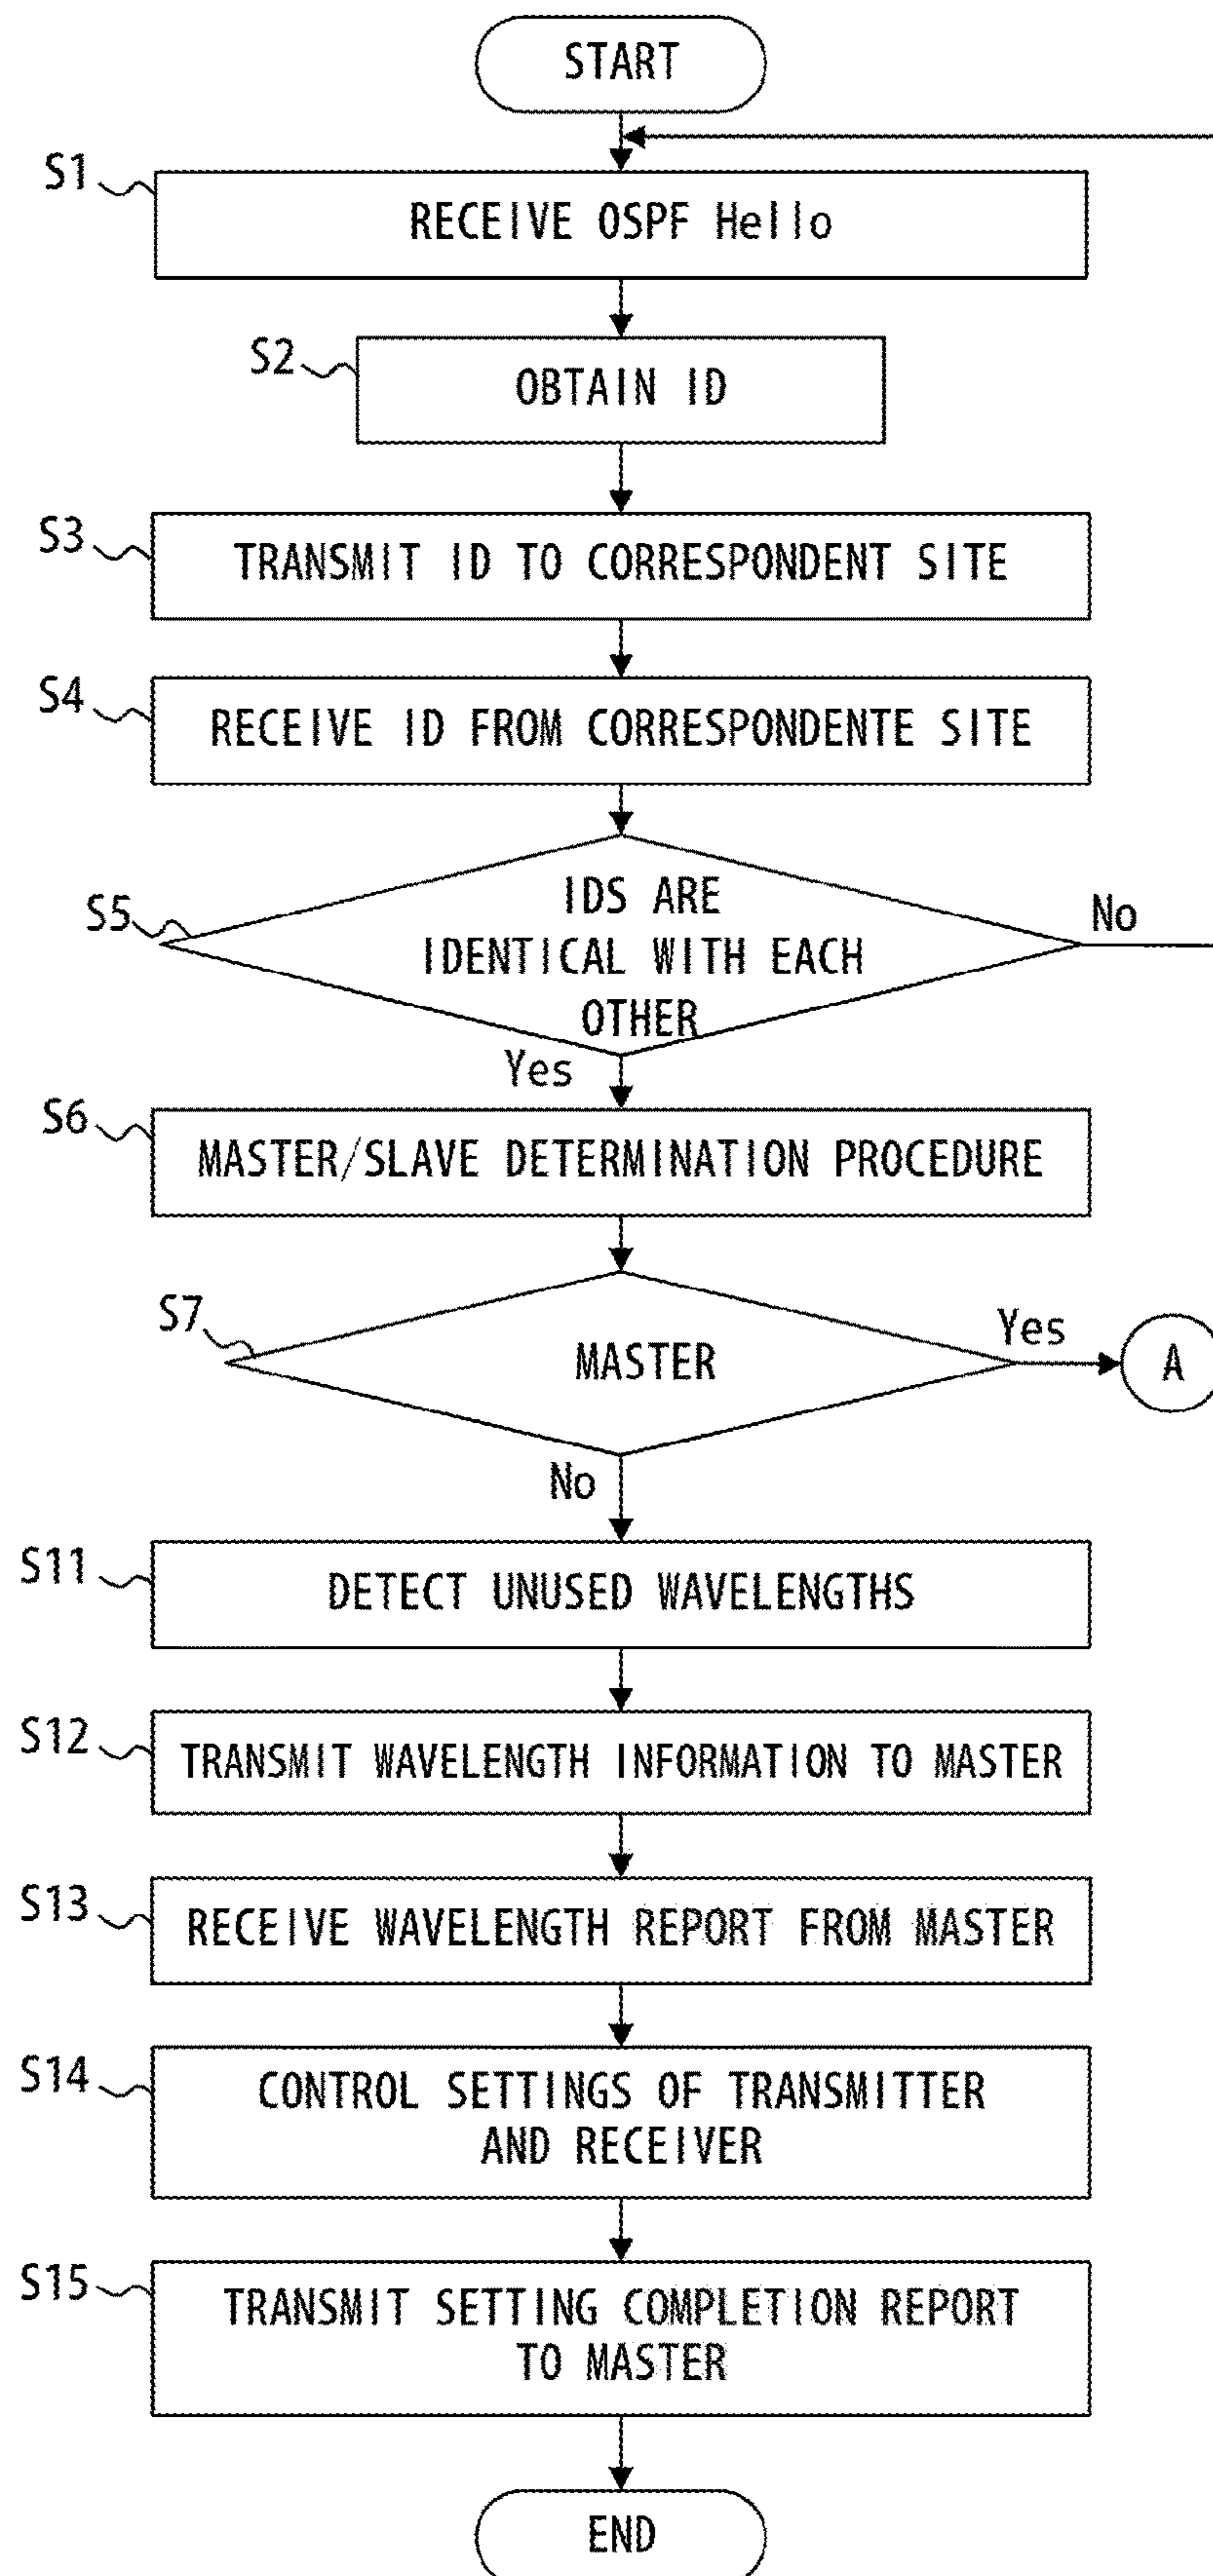 START
S1
RECEIVE OSPF Hello
S2
OBTAIN ID
S3
TRANSMIT ID TO CORRESPONDENT SITE
S4
RECEIVE ID FROM CORRESPONDENTE SITE
S5
IDS ARE
IDENTICAL WITH EACH
OTHER
No
Yes
S6
MASTER/SLAVE DETERMINATION PROCEDURE
S7
MASTER
Yes
A
No
S11
DETECT UNUSED WAVELENGTHS
S12
TRANSMIT WAVELENGTH INFORMATION TO MASTER
S13
RECEIVE WAVELENGTH REPORT FROM MASTER
S14
CONTROL SETTINGS OF TRANSMITTER
AND RECEIVER
S15
TRANSMIT SETTING COMPLETION REPORT
TO MASTER
END